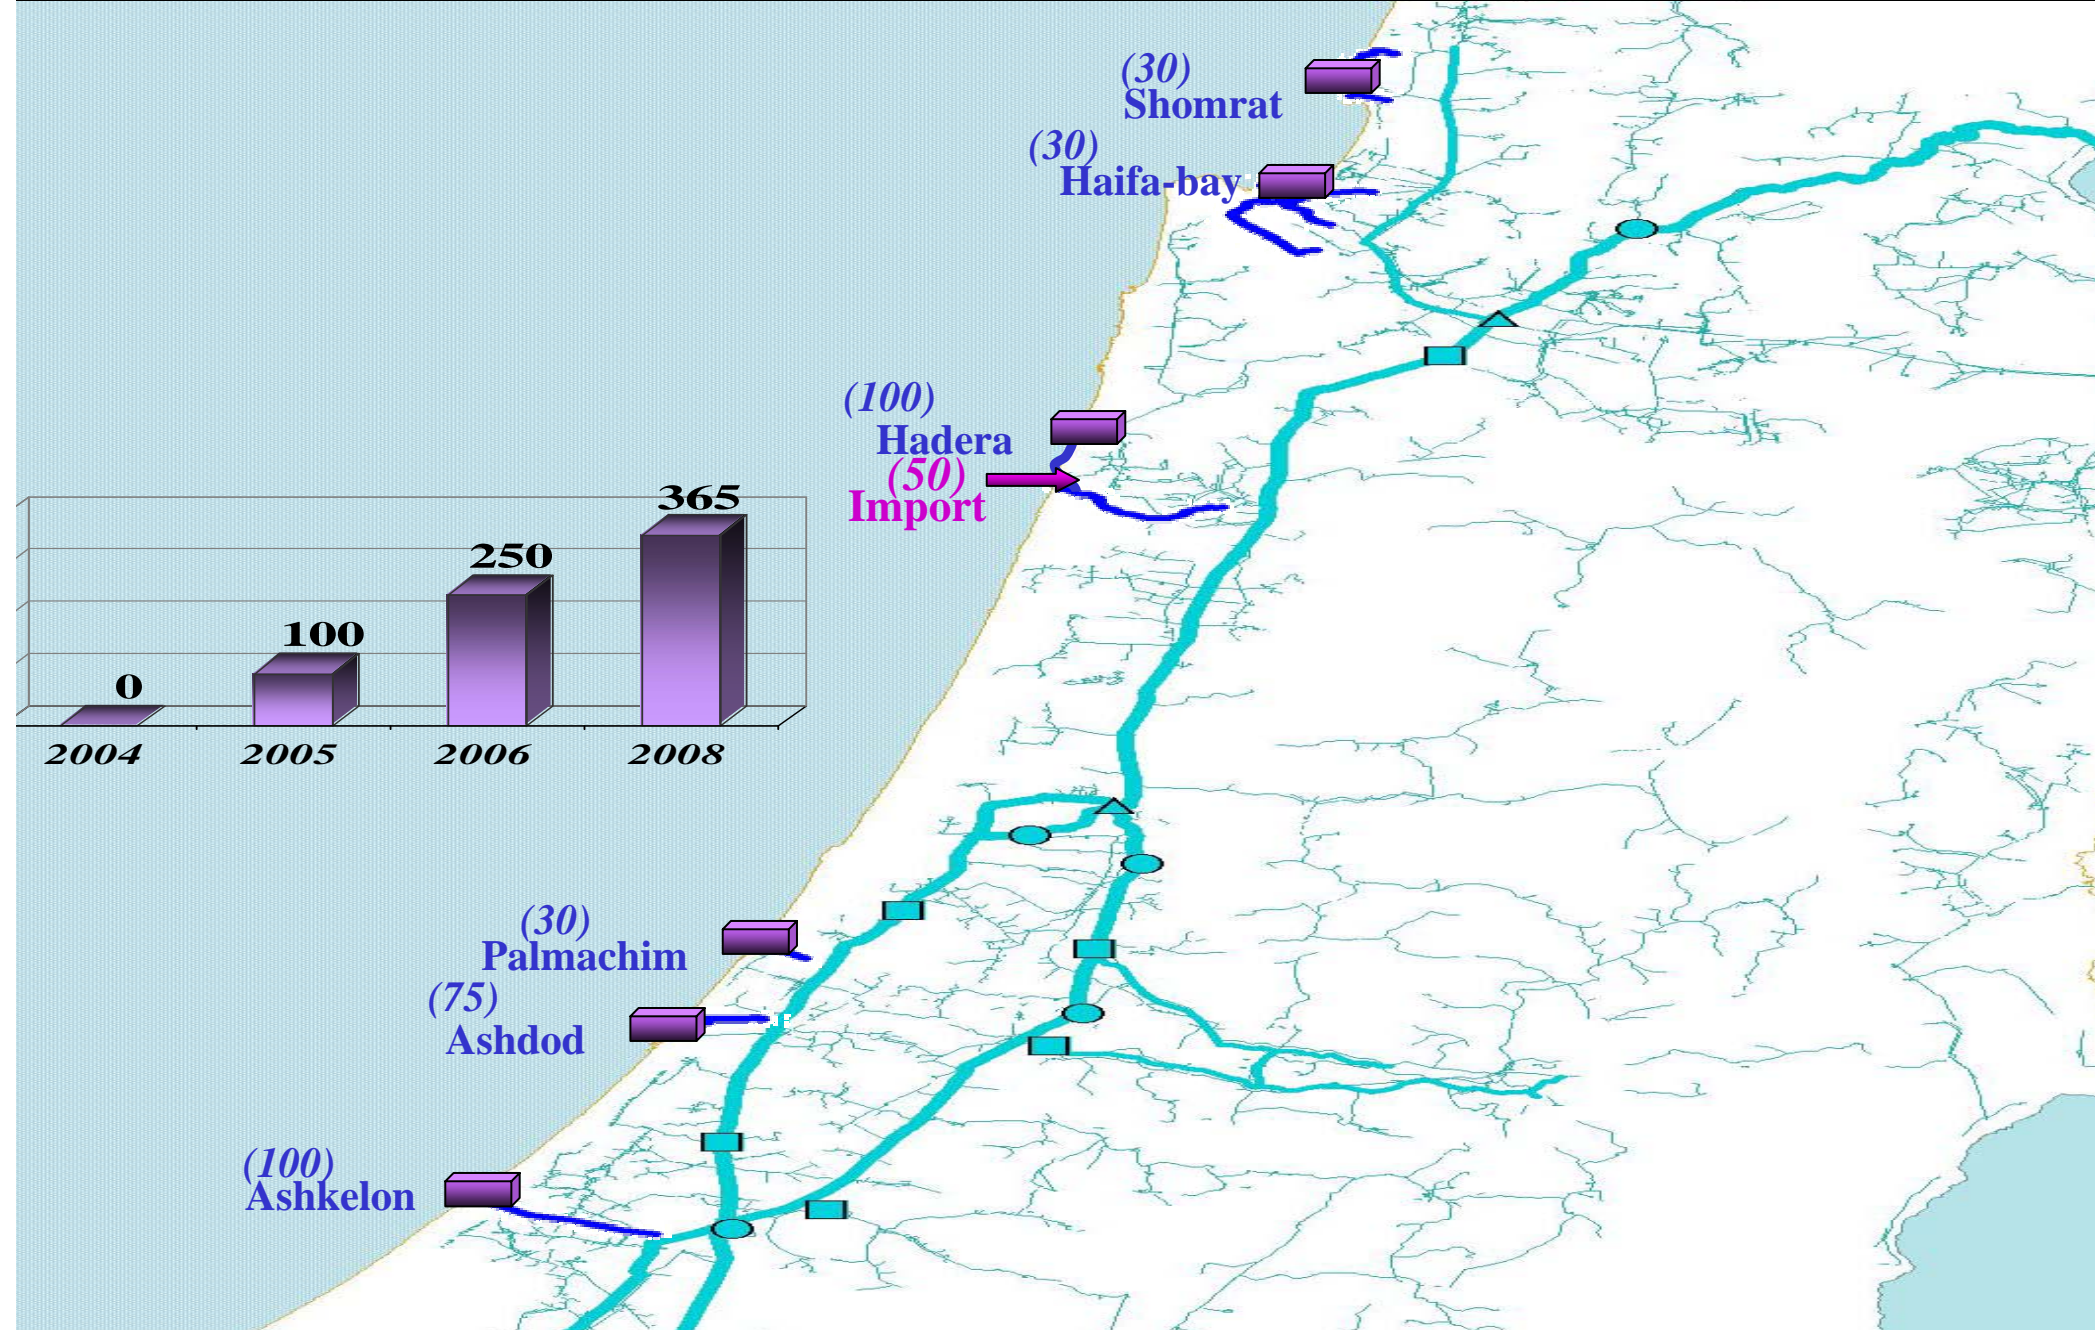 (30)
Shomrat
(30)
Haifa-bay
(100)
Hadera
(50)
Import
365
250
100
0
2004 2005 2006 2008
(30)
Palmachim
(75)
Ashdod
(100)
Ashkelon